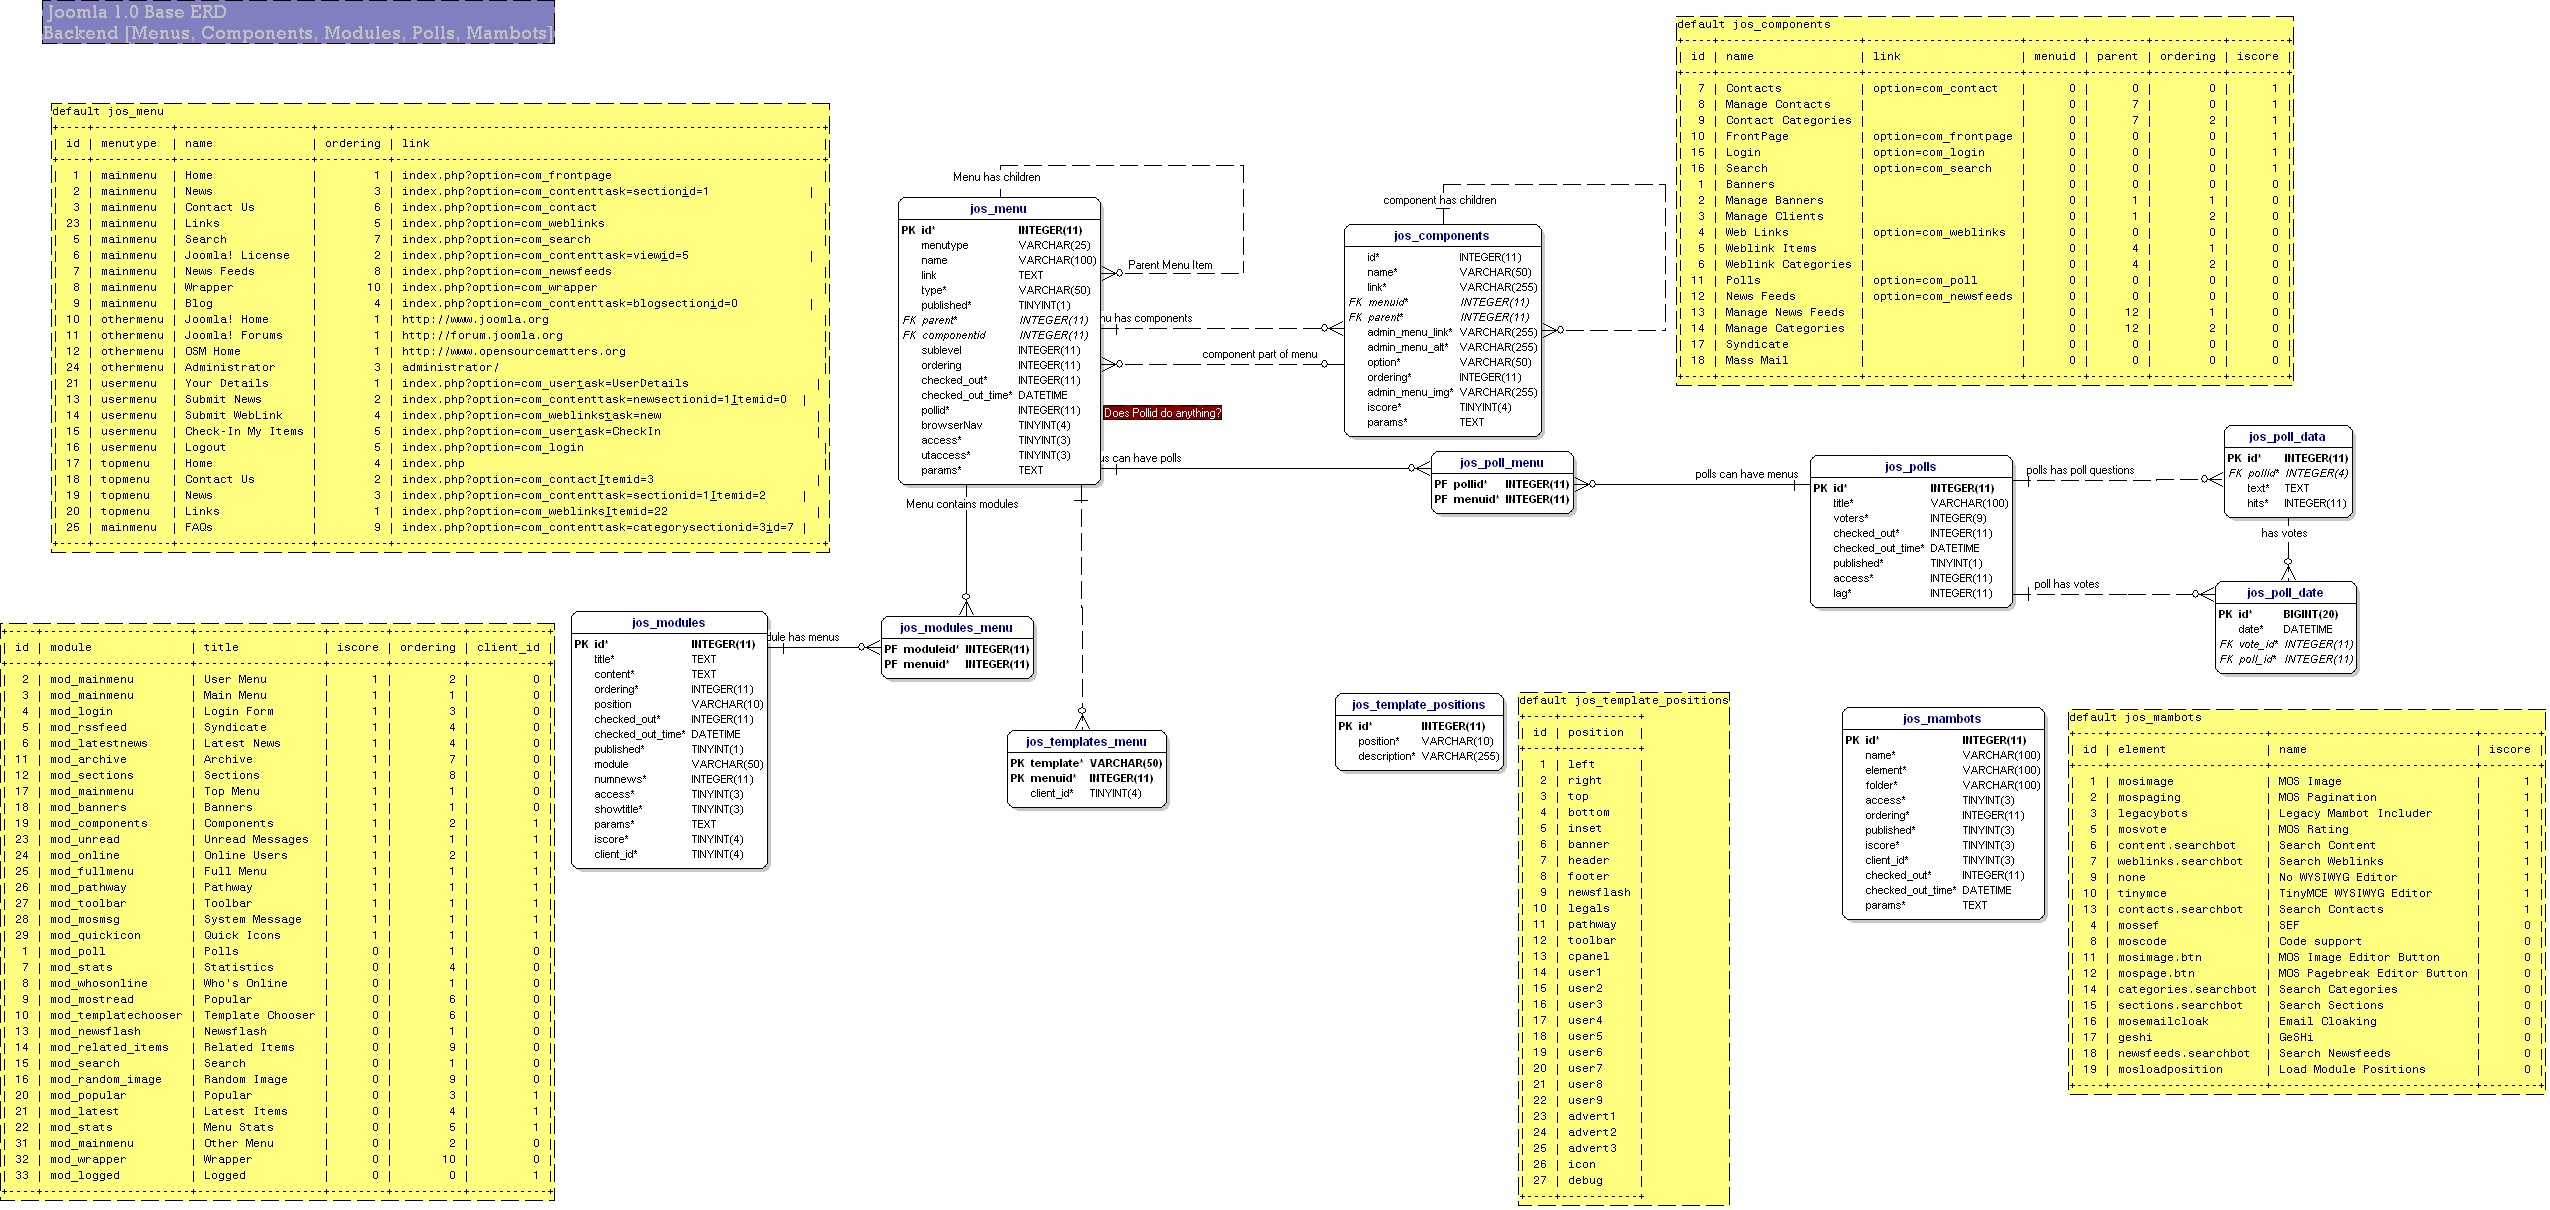 Joomla 1.0 Base ERD
Backend [Menus, Components, Modules, Polls, Mambots]
default jos_menu
| id | menutype | name | ordering | link |
| 1 | mainmenu | Home | 1 | index.php?option=com_frontpage |
| 2 | mainmenu | News | 3 | index.php?option=com_contenttask=sectionid=1 |
| 3 | mainmenu | Contact Us | 6 | index.php?option=com_contact |
| 23 | mainmenu | Links | 5 | index.php?option=com_weblinks |
| 5 | mainmenu | Search | 7 | index.php?option=com_search |
| 6 | mainmenu | Joomla! License | 2 | index.php?option=com_contenttask=viewid=5 |
| 7 | mainmenu | News Feeds | 8 | index.php?option=com_newsfeeds |
| 8 | mainmenu | Wrapper | 10 | index.php?option=com_wrapper |
| 9 | mainmenu | Blog | 4 | index.php?option=com_contenttask=blogsectionid=0 |
| 10 | othermenu | Joomla! Home | 1 | http://www.joomla.org |
| 11 | othermenu | Joomla! Forums | 1 | http://forum.joomla.org |
| 12 | othermenu | OSM Home | 1 | http://www.opensourcematters.org |
| 24 | othermenu | Administrator | 3 | administrator/ |
| 21 | usermenu | Your Details | 1 | index.php?option=com_usertask=UserDetails |
| 13 | usermenu | Submit News | 2 | index.php?option=com_contenttask=newsectionid=1Itemid=0 |
| 14 | usermenu | Submit WebLink | 4 | index.php?option=com_weblinkstask=new |
| 15 | usermenu | Check-In My Items | 5 | index.php?option=com_usertask=CheckIn |
| 16 | usermenu | Logout | 5 | index.php?option=com_login |
| 17 | topmenu | Home | 4 | index.php |
| 18 | topmenu | Contact Us | 2 | index.php?option=com_contactItemid=3 |
| 19 | topmenu | News | 3 | index.php?option=com_contenttask=sectionid=1Itemid=2 |
| 20 | topmenu | Links | 1 | index.php?option=com_weblinksItemid=22 |
| 25 | mainmenu | FAQs | 9 | index.php?option=com_contenttask=categorysectionid=3id=7 |
Menu has children
jos_menu
PK id* INTEGER(11)
menutype VARCHAR(25)
name VARCHAR(100)
link TEXT
type* VARCHAR(50)
published* TINYINT(1)
FK parent* INTEGER(11)
FK componentid INTEGER(11)
sublevel INTEGER(11)
ordering INTEGER(11)
checked_out* INTEGER(11)
checked_out_time* DATETIME
pollid* INTEGER(11)
browserNav TINYINT(4)
access* TINYINT(3)
utaccess* TINYINT(3)
params* TEXT
Parent Menu Item
nu has components
component part of menu
Does Pollid do anything?
us can have polls
Menu contains modules
component has children
jos_components
id* INTEGER(11)
name* VARCHAR(50)
link* VARCHAR(255)
FK menuid* INTEGER(11)
FK parent* INTEGER(11)
admin_menu_link* VARCHAR(255)
admin_menu_alt* VARCHAR(255)
option* VARCHAR(50)
ordering* INTEGER(11)
admin_menu_img* VARCHAR(255)
iscore* TINYINT(4)
params* TEXT
default jos_components
| id | name | link | menuid | parent | ordering | iscore |
| 7 | Contacts | option=com_contact | 0 | 0 | 0 | 1 |
| 8 | Manage Contacts | | 0 | 7 | 0 | 1 |
| 9 | Contact Categories | | 0 | 7 | 2 | 1 |
| 10 | FrontPage | option=com_frontpage | 0 | 0 | 0 | 1 |
| 15 | Login | option=com_login | 0 | 0 | 0 | 1 |
| 16 | Search | option=com_search | 0 | 0 | 0 | 1 |
| 1 | Banners | | 0 | 0 | 0 | 0 |
| 2 | Manage Banners | | 0 | 1 | 1 | 0 |
| 3 | Manage Clients | | 0 | 1 | 2 | 0 |
| 4 | Web Links | option=com_weblinks | 0 | 0 | 0 | 0 |
| 5 | Weblink Items | | 0 | 4 | 1 | 0 |
| 6 | Weblink Categories | | 0 | 4 | 2 | 0 |
| 11 | Polls | option=com_poll | 0 | 0 | 0 | 0 |
| 12 | News Feeds | option=com_newsfeeds | 0 | 0 | 0 | 0 |
| 13 | Manage News Feeds | | 0 | 12 | 1 | 0 |
| 14 | Manage Categories | | 0 | 12 | 2 | 0 |
| 17 | Syndicate | | 0 | 0 | 0 | 0 |
| 18 | Mass Mail | | 0 | 0 | 0 | 0 |
jos_poll_menu
PF pollid* INTEGER(11)
PF menuid* INTEGER(11)
polls can have menus
jos_polls
PK id* INTEGER(11)
title* VARCHAR(100)
voters* INTEGER(9)
checked_out* INTEGER(11)
checked_out_time* DATETIME
published* TINYINT(1)
access* INTEGER(11)
lag* INTEGER(11)
polls has poll questions
poll has votes
jos_poll_data
PK id* INTEGER(11)
FK pollid* INTEGER(4)
text* TEXT
hits* INTEGER(11)
has votes
jos_poll_date
PK id* BIGINT(20)
date* DATETIME
FK vote_id* INTEGER(11)
FK poll_id* INTEGER(11)
| id | module | title | iscore | ordering | client_id |
| 2 | mod_mainmenu | User Menu | 1 | 2 | 0 |
| 3 | mod_mainmenu | Main Menu | 1 | 1 | 0 |
| 4 | mod_login | Login Form | 1 | 3 | 0 |
| 5 | mod_rssfeed | Syndicate | 1 | 4 | 0 |
| 6 | mod_latestnews | Latest News | 1 | 4 | 0 |
| 11 | mod_archive | Archive | 1 | 7 | 0 |
| 12 | mod_sections | Sections | 1 | 8 | 0 |
| 17 | mod_mainmenu | Top Menu | 1 | 1 | 0 |
| 18 | mod_banners | Banners | 1 | 1 | 0 |
| 19 | mod_components | Components | 1 | 2 | 1 |
| 23 | mod_unread | Unread Messages | 1 | 1 | 1 |
| 24 | mod_online | Online Users | 1 | 2 | 1 |
| 25 | mod_fullmenu | Full Menu | 1 | 1 | 1 |
| 26 | mod_pathway | Pathway | 1 | 1 | 1 |
| 27 | mod_toolbar | Toolbar | 1 | 1 | 1 |
| 28 | mod_mosmsg | System Message | 1 | 1 | 1 |
| 29 | mod_quickicon | Quick Icons | 1 | 1 | 1 |
| 1 | mod_poll | Polls | 0 | 1 | 0 |
| 7 | mod_stats | Statistics | 0 | 4 | 0 |
| 8 | mod_whosonline | Who's Online | 0 | 1 | 0 |
| 9 | mod_mostread | Popular | 0 | 6 | 0 |
| 10 | mod_templatechooser | Template Chooser | 0 | 6 | 0 |
| 13 | mod_newsflash | Newsflash | 0 | 1 | 0 |
| 14 | mod_related_items | Related Items | 0 | 9 | 0 |
| 15 | mod_search | Search | 0 | 1 | 0 |
| 16 | mod_random_image | Random Image | 0 | 9 | 0 |
| 20 | mod_popular | Popular | 0 | 3 | 1 |
| 21 | mod_latest | Latest Items | 0 | 4 | 1 |
| 22 | mod_stats | Menu Stats | 0 | 5 | 1 |
| 31 | mod_mainmenu | Other Menu | 0 | 2 | 0 |
| 32 | mod_wrapper | Wrapper | 0 | 10 | 0 |
| 33 | mod_logged | Logged | 0 | 0 | 1 |
jos_modules
PK id* INTEGER(11)
title* TEXT
content* TEXT
ordering* INTEGER(11)
position VARCHAR(10)
checked_out* INTEGER(11)
checked_out_time* DATETIME
published* TINYINT(1)
module VARCHAR(50)
numnews* INTEGER(11)
access* TINYINT(3)
showtitle* TINYINT(3)
params* TEXT
iscore* TINYINT(4)
client_id* TINYINT(4)
dule has menus
jos_modules_menu
PF moduleid* INTEGER(11)
PF menuid* INTEGER(11)
jos_templates_menu
PK template* VARCHAR(50)
PK menuid* INTEGER(11)
client_id* TINYINT(4)
jos_template_positions
PK id* INTEGER(11)
position* VARCHAR(10)
description* VARCHAR(255)
default jos_template_positions
| id | position |
| 1 | left |
| 2 | right |
| 3 | top |
| 4 | bottom |
| 5 | inset |
| 6 | banner |
| 7 | header |
| 8 | footer |
| 9 | newsflash |
| 10 | legals |
| 11 | pathway |
| 12 | toolbar |
| 13 | cpanel |
| 14 | user1 |
| 15 | user2 |
| 16 | user3 |
| 17 | user4 |
| 18 | user5 |
| 19 | user6 |
| 20 | user7 |
| 21 | user8 |
| 22 | user9 |
| 23 | advert1 |
| 24 | advert2 |
| 25 | advert3 |
| 26 | icon |
| 27 | debug |
jos_mambots
PK id* INTEGER(11)
name* VARCHAR(100)
element* VARCHAR(100)
folder* VARCHAR(100)
access* TINYINT(3)
ordering* INTEGER(11)
published* TINYINT(3)
iscore* TINYINT(3)
client_id* TINYINT(3)
checked_out* INTEGER(11)
checked_out_time* DATETIME
params* TEXT
default jos_mambots
| id | element | name | iscore |
| 1 | mosimage | MOS Image | 1 |
| 2 | mospaging | MOS Pagination | 1 |
| 3 | legacybots | Legacy Mambot Includer | 1 |
| 5 | mosvote | MOS Rating | 1 |
| 6 | content.searchbot | Search Content | 1 |
| 7 | weblinks.searchbot | Search Weblinks | 1 |
| 9 | none | No WYSIWYG Editor | 1 |
| 10 | tinymce | TinyMCE WYSIWYG Editor | 1 |
| 13 | contacts.searchbot | Search Contacts | 1 |
| 4 | mossef | SEF | 0 |
| 8 | moscode | Code support | 0 |
| 11 | mosimage.btn | MOS Image Editor Button | 0 |
| 12 | mospage.btn | MOS Pagebreak Editor Button | 0 |
| 14 | categories.searchbot | Search Categories | 0 |
| 15 | sections.searchbot | Search Sections | 0 |
| 16 | mosemailcloak | Email Cloaking | 0 |
| 17 | geshi | GeSHi | 0 |
| 18 | newsfeeds.searchbot | Search Newsfeeds | 0 |
| 19 | mosloadposition | Load Module Positions | 0 |